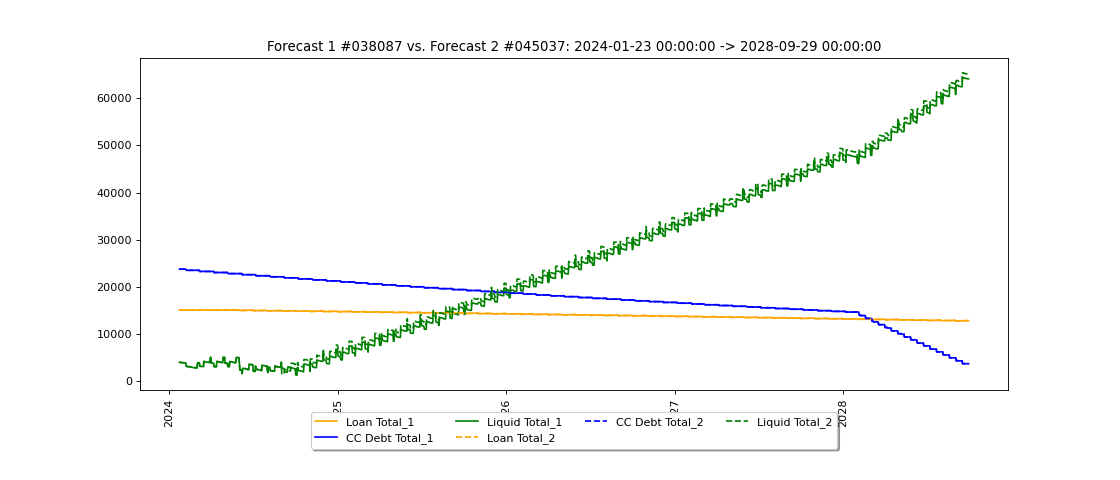 Forecast 1 #038087 vs. Forecast 2 #045037: 2024-01-23 00:00:00 -> 2028-09-29 00:00:00
60000
50000
40000
30000
20000
10000
0
2024
25
26
27
2028
Loan Total_1
Liquid Total_1
CC Debt Total_2
Liquid Total_2
CC Debt Total_1
Loan Total_2